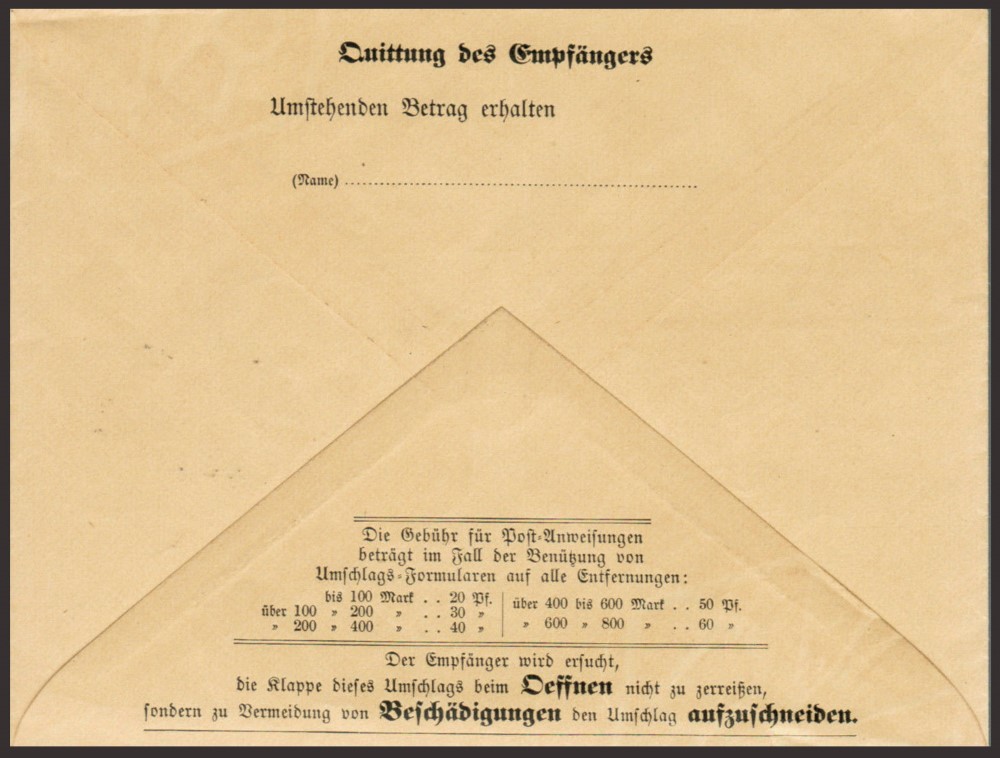 Quittung des Empfängers
Umstehenden Betrag erhalten
(Name) ........................................................
Die Gebühr für Post-Anweisungen
beträgt im Fall der Benützung von
Umschlags-Formularen auf alle Entfernungen:
bis 100 Mark . . 20 Pf.
über 100 „ 200 „ . . 30 „
„ 200 „ 400 „ . . 40 „
über 400 bis 600 Mark . . 50 Pf.
„ 600 „ 800 „ . . 60 „
Der Empfänger wird ersucht,
die Klappe dieses Umschlags beim Oeffnen nicht zu zerreißen,
sondern zu Vermeidung von Beschädigungen den Umschlag aufzuschneiden.